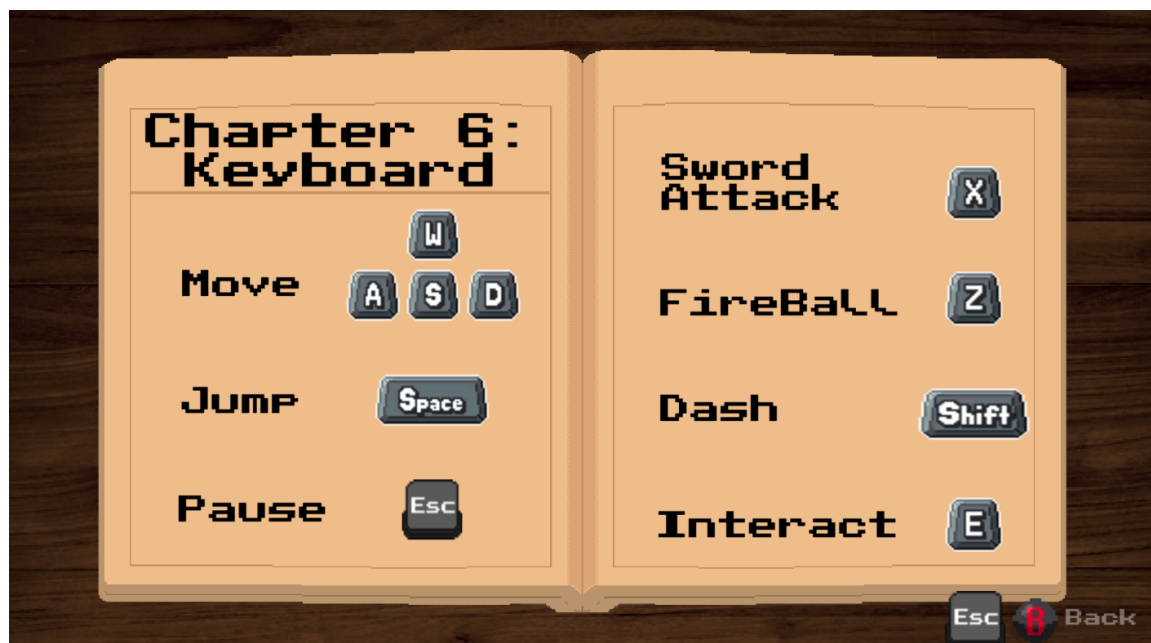 Chapter 6:
Keyboard
Move
W
A S D
Jump
Space
Pause
Esc
Sword
Attack
X
FireBall
Z
Dash
Shift
Interact
E
Esc B Back